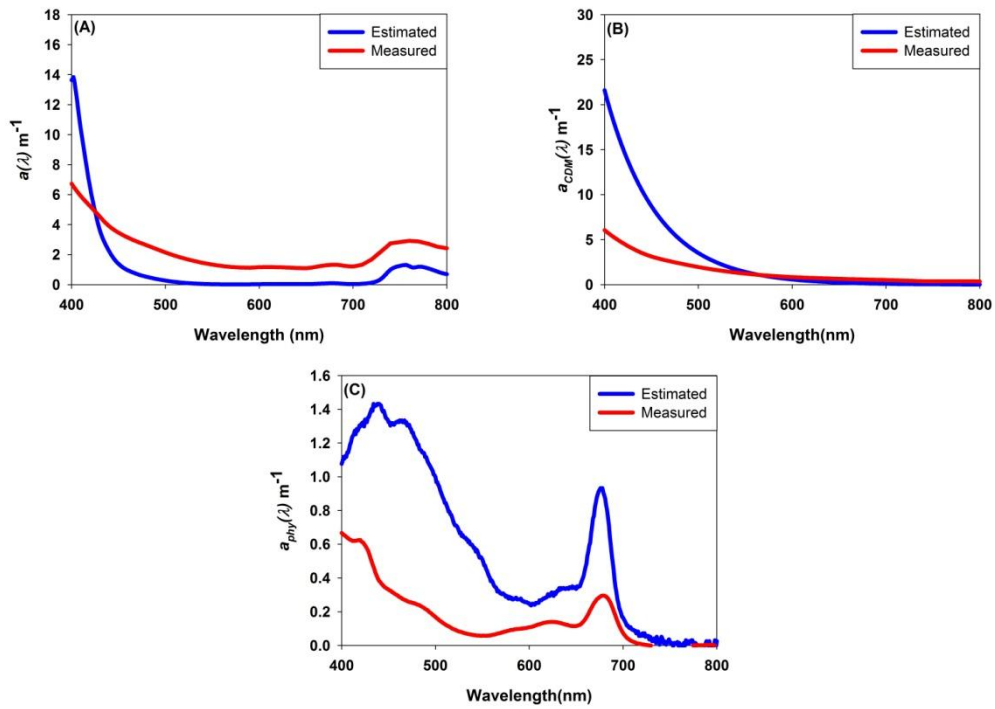 (A)
Estimated
Measured
18
16
14
12
10
8
6
4
2
0
a(λ) m-1
400 500 600 700 800
Wavelength (nm)
(B)
Estimated
Measured
30
25
20
15
10
5
0
aCDM(λ) m-1
400 500 600 700 800
Wavelength(nm)
(C)
Estimated
Measured
1.6
1.4
1.2
1.0
0.8
0.6
0.4
0.2
0.0
aphy(λ) m-1
400 500 600 700 800
Wavelength(nm)